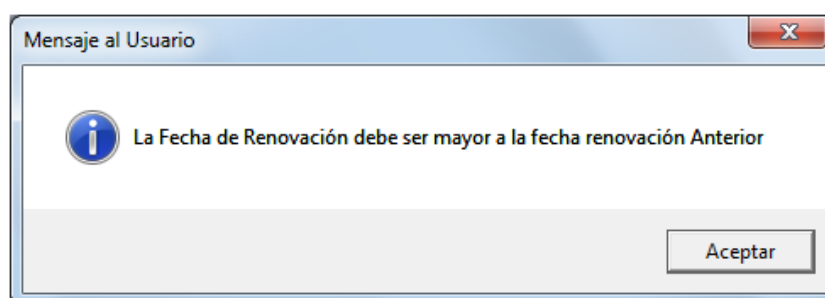 Mensaje al Usuario
La Fecha de Renovación debe ser mayor a la fecha renovación Anterior
Aceptar